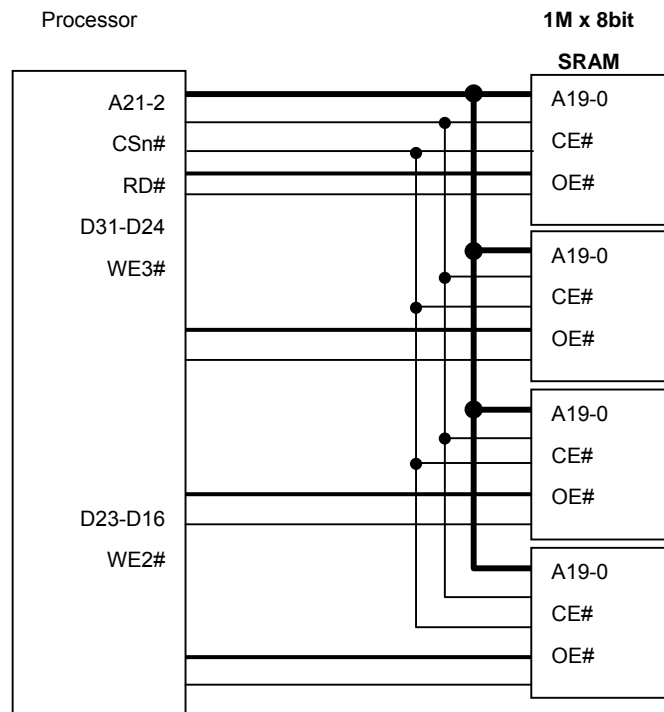 Processor
1M x 8bit
SRAM
A21-2
CSn#
RD#
D31-D24
WE3#
D23-D16
WE2#
A19-0
CE#
OE#
A19-0
CE#
OE#
A19-0
CE#
OE#
A19-0
CE#
OE#